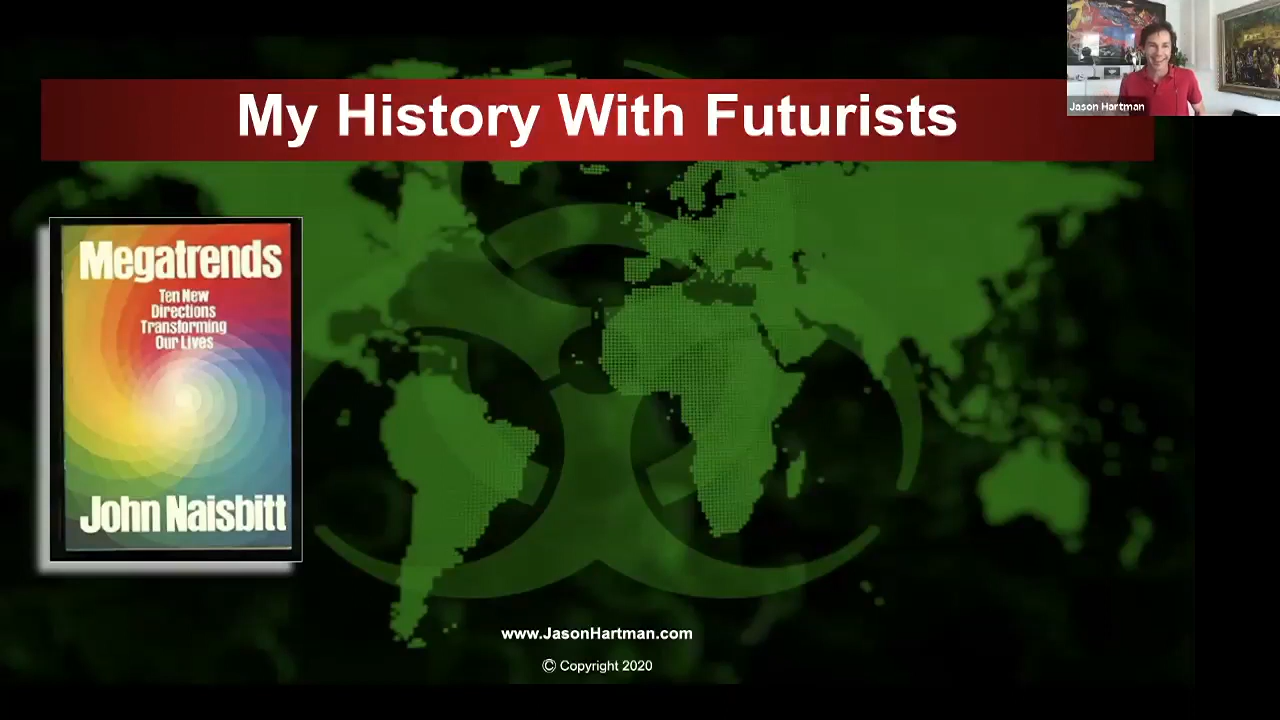 My History With Futurists
Jason Hartman
Megatrends
Ten New
Directions
Transforming
Our Lives
John Naisbitt
www.JasonHartman.com
© Copyright 2020